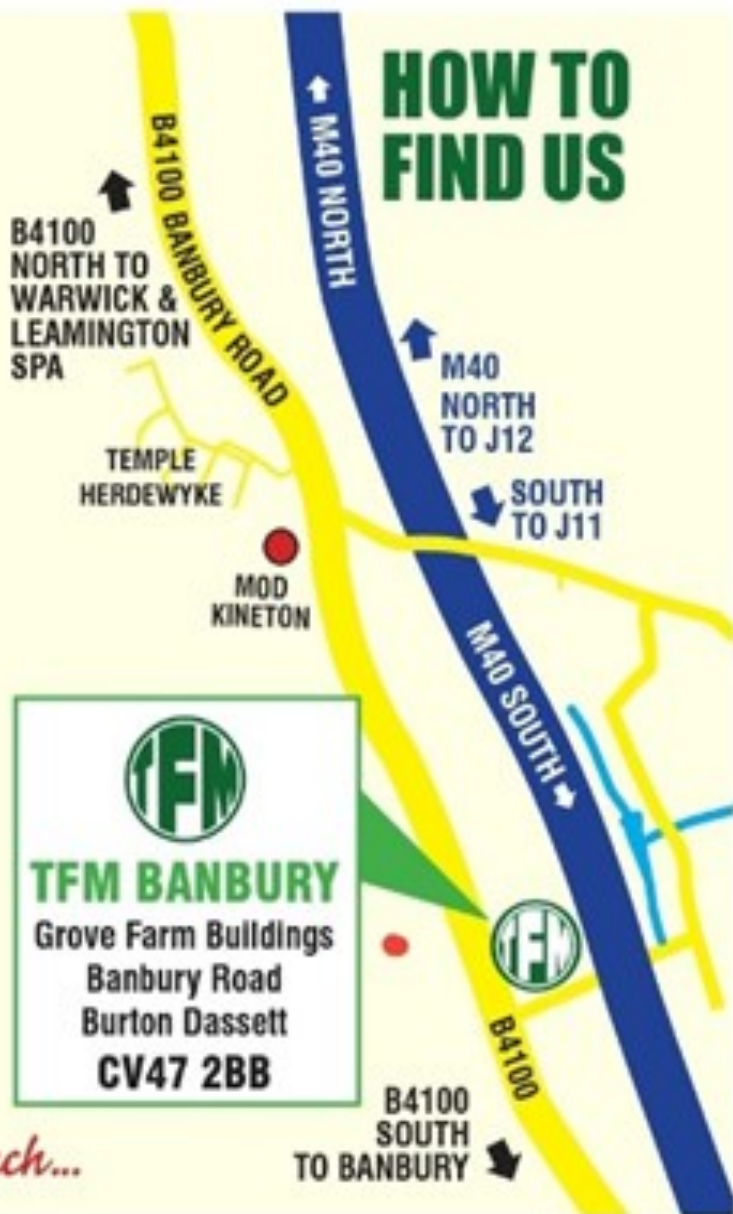 HOW TO
FIND US
B4100 BANBURY ROAD
M40 NORTH
B4100
NORTH TO
WARWICK &
LEAMINGTON
SPA
M40
NORTH
TO J12
SOUTH
TO J11
TEMPLE
HERDEWYKE
MOD
KINETON
M40 SOUTH
TFM
TFM BANBURY
Grove Farm Buildings
Banbury Road
Burton Dassett
CV47 2BB
TFM
B4100
B4100
SOUTH
TO BANBURY